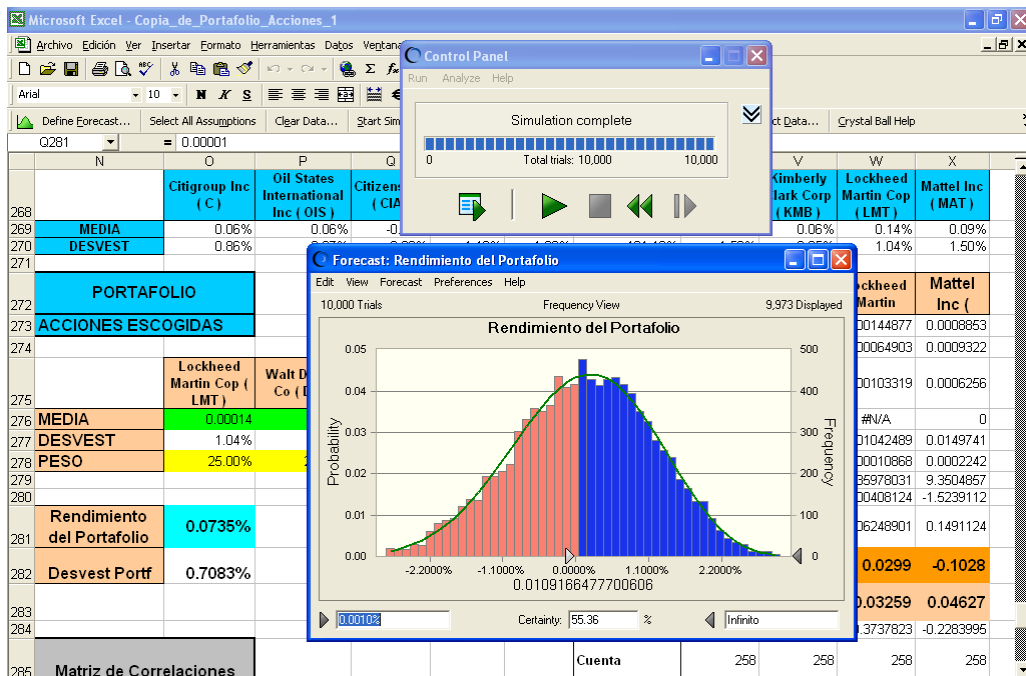 Microsoft Excel - Copia_de_Portafolio_Acciones_1
Archivo Edición Ver Insertar Formato Herramientas Datos Ventana
Arial 10 N K S
Define Forecast... Select All Assumptions Clear Data... Start Sim ct Data... Crystal Ball Help
Q281 = 0.00001
N O P Q V W X
268 Citigroup Inc ( C ) Oil States International Inc ( OIS ) Citizens ( CIA Kimberly lark Corp ( KMB ) Lockheed Martin Cop ( LMT ) Mattel Inc ( MAT )
269 MEDIA 0.06% 0.06% -0 0.06% 0.14% 0.09%
270 DESVEST 0.86% 1.04% 1.50%
271
272 PORTAFOLIO ockheed Martin Mattel Inc (
273 ACCIONES ESCOGIDAS 00144877 0.0008853
274 00064903 0.0009322
275 Lockheed Martin Cop ( LMT ) Walt D Co ( D 00103319 0.0006256
276 MEDIA 0.00014 #N/A 0
277 DESVEST 1.04% 01042489 0.0149741
278 PESO 25.00% 00010868 0.0002242
279 35978031 9.3504857
280 00408124 -1.5239112
281 Rendimiento del Portafolio 0.0735% 06248901 0.1491124
282 Desvest Portf 0.7083% 0.0299 -0.1028
283 0.03259 0.04627
284 .3737823 -0.2283995
285 Matriz de Correlaciones Cuenta 258 258 258 258
Control Panel
Run Analyze Help
Simulation complete
0 Total trials: 10,000 10,000
Forecast: Rendimiento del Portafolio
Edit View Forecast Preferences Help
10,000 Trials Frequency View 9,973 Displayed
Rendimiento del Portafolio
Probability
0.05
0.04
0.03
0.02
0.01
0.00
500
400
300
200
100
0
Frequency
-2.2000% -1.1000% 0.0000% 1.1000% 2.2000%
0.0109166477700606
0.0010% Certainty: 55.36 % Infinito